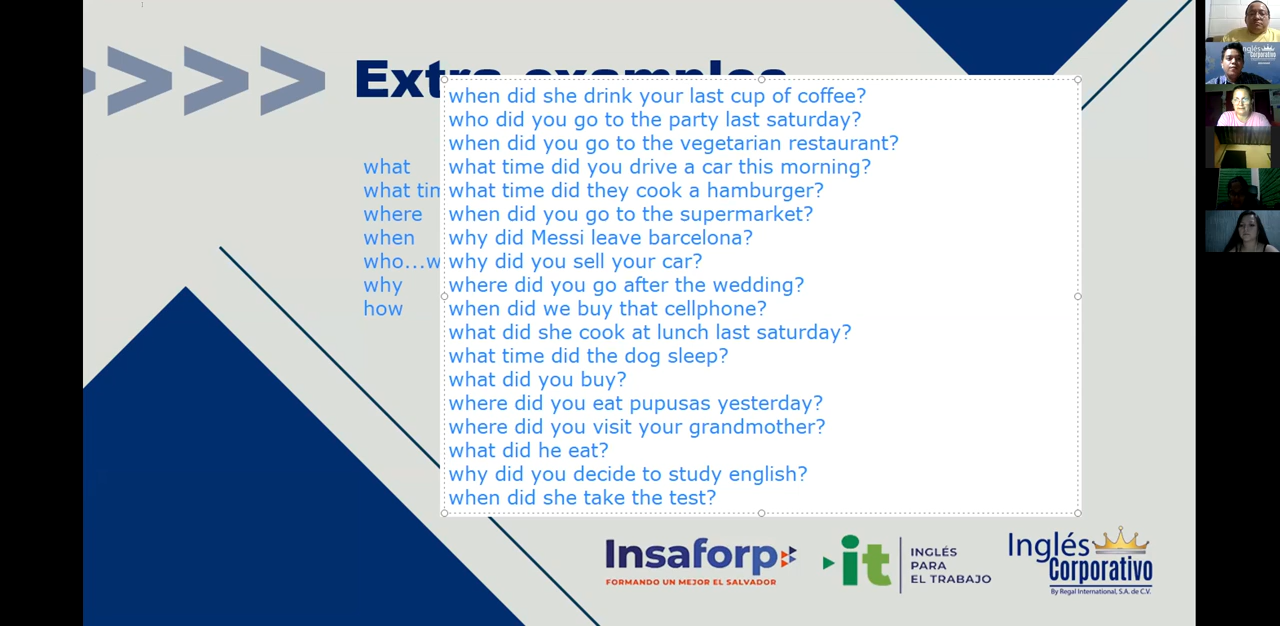 Extra examples
what
what tim
where
when
who...w
why
how
when did she drink your last cup of coffee?
who did you go to the party last saturday?
when did you go to the vegetarian restaurant?
what time did you drive a car this morning?
what time did they cook a hamburger?
when did you go to the supermarket?
why did Messi leave barcelona?
why did you sell your car?
where did you go after the wedding?
when did we buy that cellphone?
what did she cook at lunch last saturday?
what time did the dog sleep?
what did you buy?
where did you eat pupusas yesterday?
where did you visit your grandmother?
what did he eat?
why did you decide to study english?
when did she take the test?
Insaforp
FORMANDO UN MEJOR EL SALVADOR
it
INGLÉS
PARA
EL TRABAJO
Inglés
Corporativo
By Regal International, S.A. de C.V.